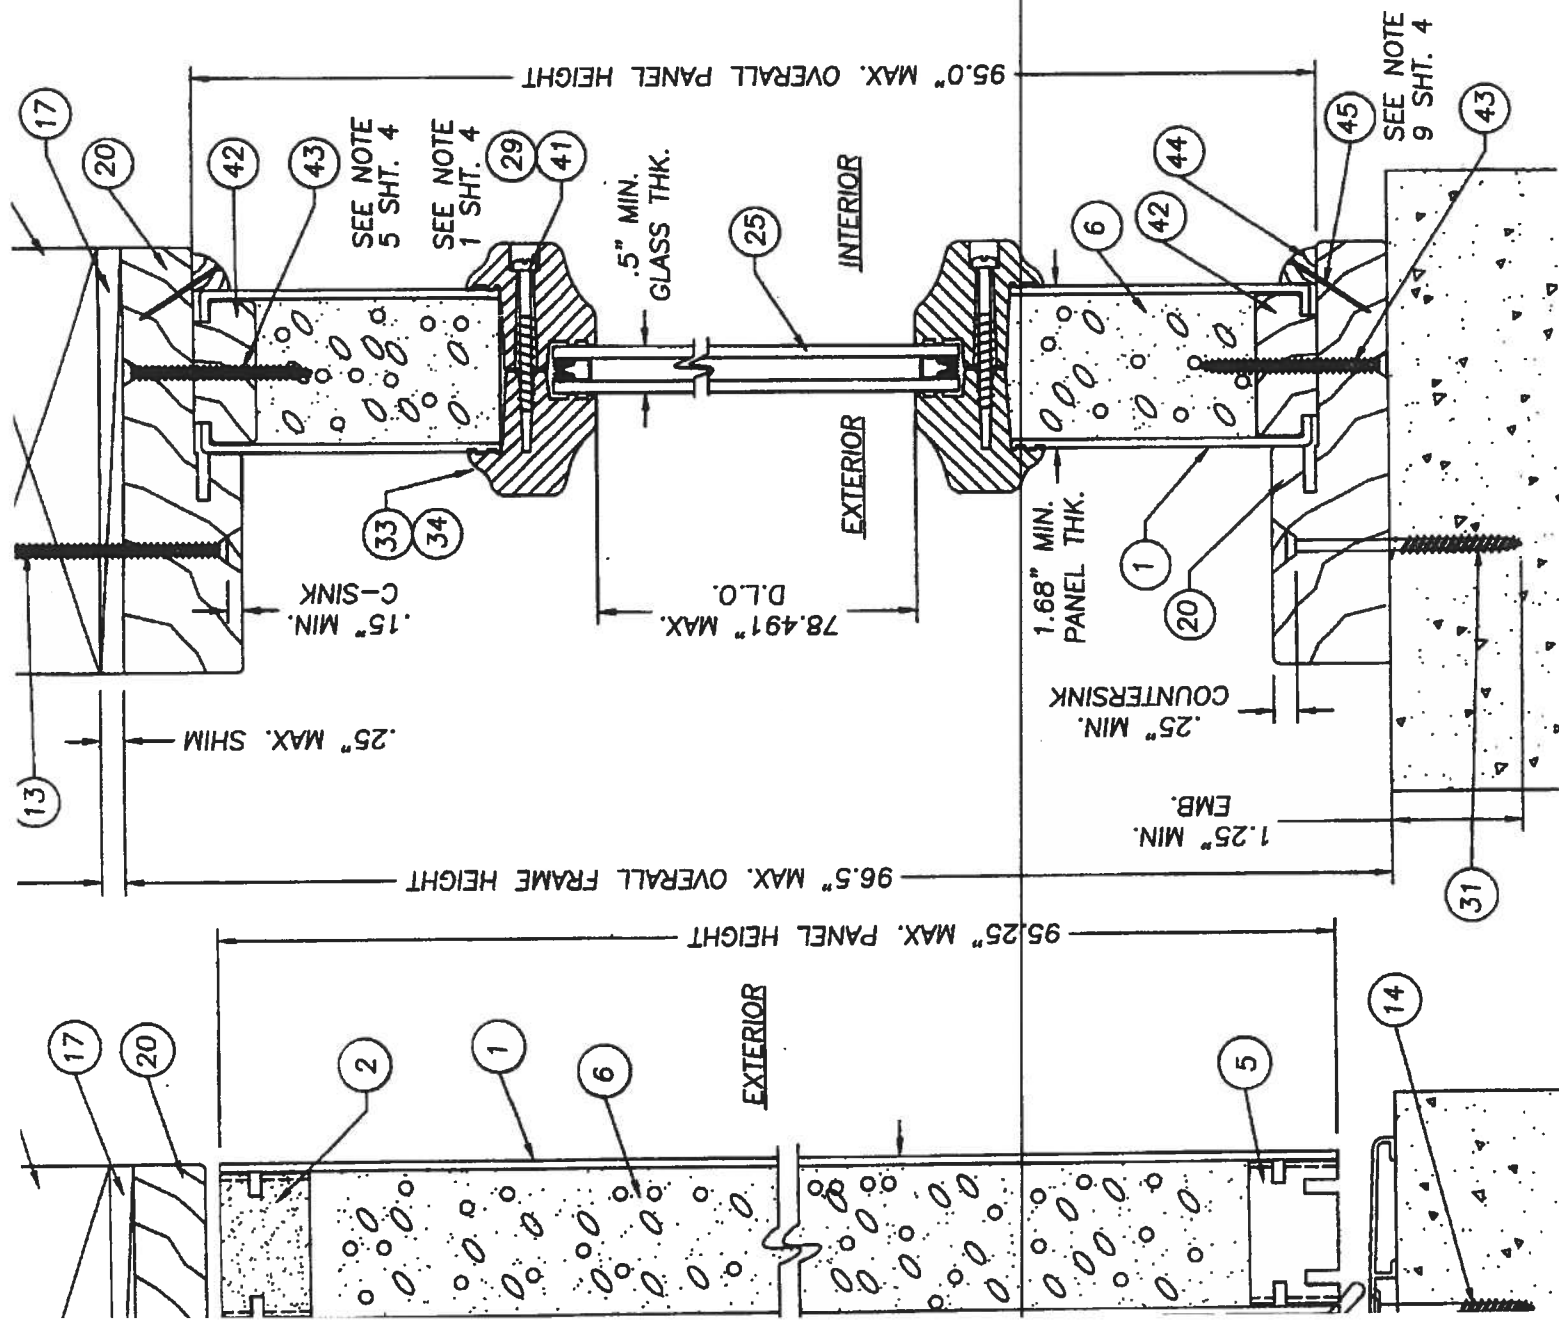 95.0" MAX. OVERALL PANEL HEIGHT
17
20
42
43
SEE NOTE
5 SHT. 4
SEE NOTE
1 SHT. 4
29
41
.5" MIN.
GLASS THK.
25
INTERIOR
6
42
44
45
SEE NOTE
9 SHT. 4
43
EXTERIOR
33
34
.15" MIN.
C-SINK
78.491" MAX.
D.L.O.
1.68" MIN.
PANEL THK.
1
20
.25" MIN.
COUNTERSINK
.25" MAX. SHIM
13
1.25" MIN.
EMB.
31
96.5" MAX. OVERALL FRAME HEIGHT
95.25" MAX. PANEL HEIGHT
EXTERIOR
17
20
2
1
6
5
14